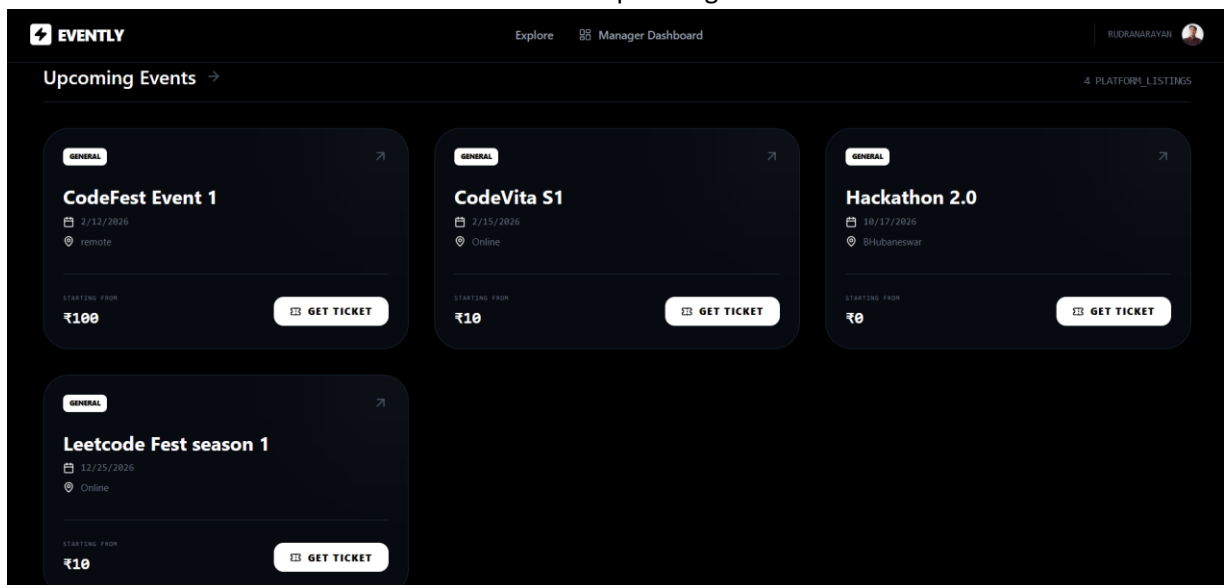 EVENTLY
Explore
Manager Dashboard
RUDRANARAYAN
Upcoming Events →
4 PLATFORM_LISTINGS
GENERAL
CodeFest Event 1
2/12/2026
remote
STARTING FROM
₹100
GET TICKET
GENERAL
CodeVita S1
2/15/2026
Online
STARTING FROM
₹10
GET TICKET
GENERAL
Hackathon 2.0
10/17/2026
BHubaneswar
STARTING FROM
₹0
GET TICKET
GENERAL
Leetcode Fest season 1
12/25/2026
Online
STARTING FROM
₹10
GET TICKET